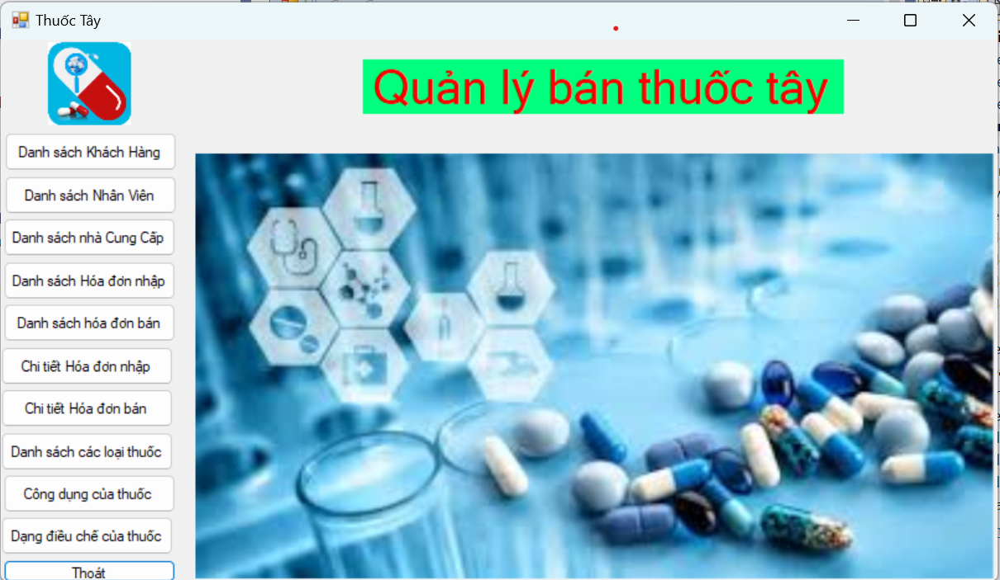 Thuốc Tây
Quản lý bán thuốc tây
Danh sách Khách Hàng
Danh sách Nhân Viên
Danh sách nhà Cung Cấp
Danh sách Hóa đơn nhập
Danh sách hóa đơn bán
Chi tiết Hóa đơn nhập
Chi tiết Hóa đơn bán
Danh sách các loại thuốc
Công dụng của thuốc
Dạng điều chế của thuốc
Thoát